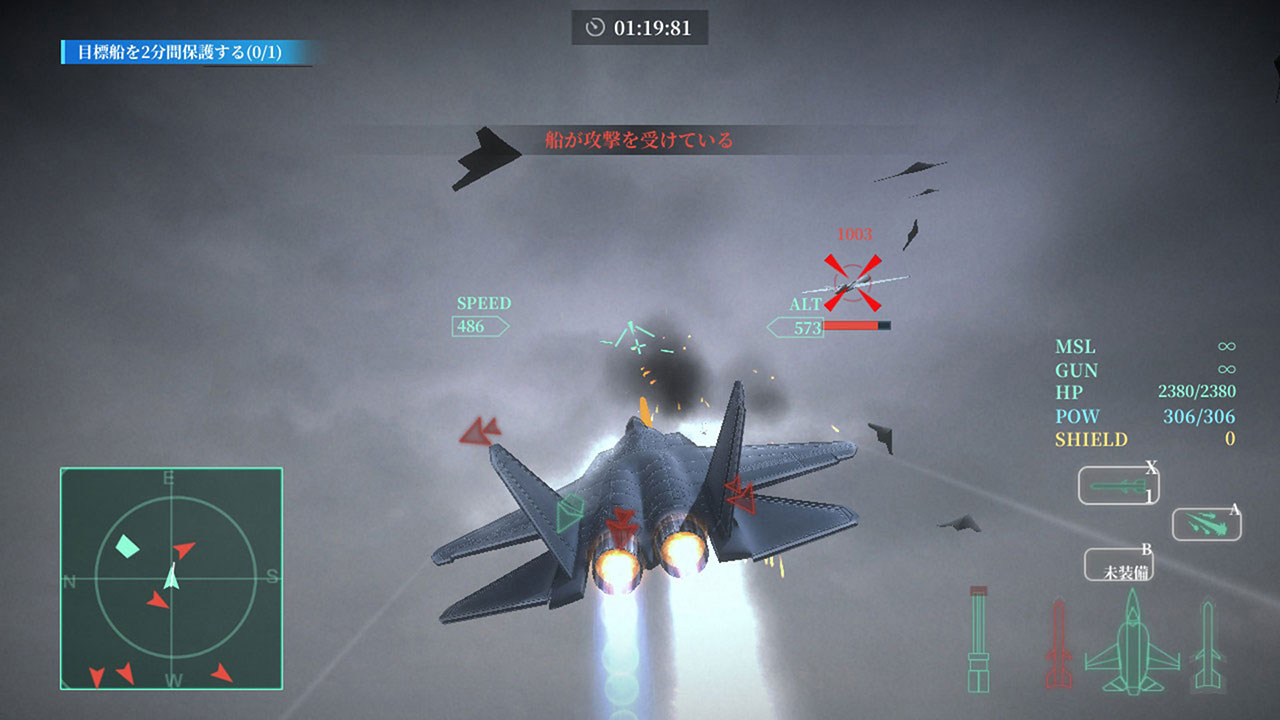 01:19:81
目標船を2分間保護する(0/1)
船が攻撃を受けている
1003
SPEED
486
ALT
573
MSL ∞
GUN ∞
HP 2380/2380
POW 306/306
SHIELD 0
X
1
A
B
未装備
E
N
S
W